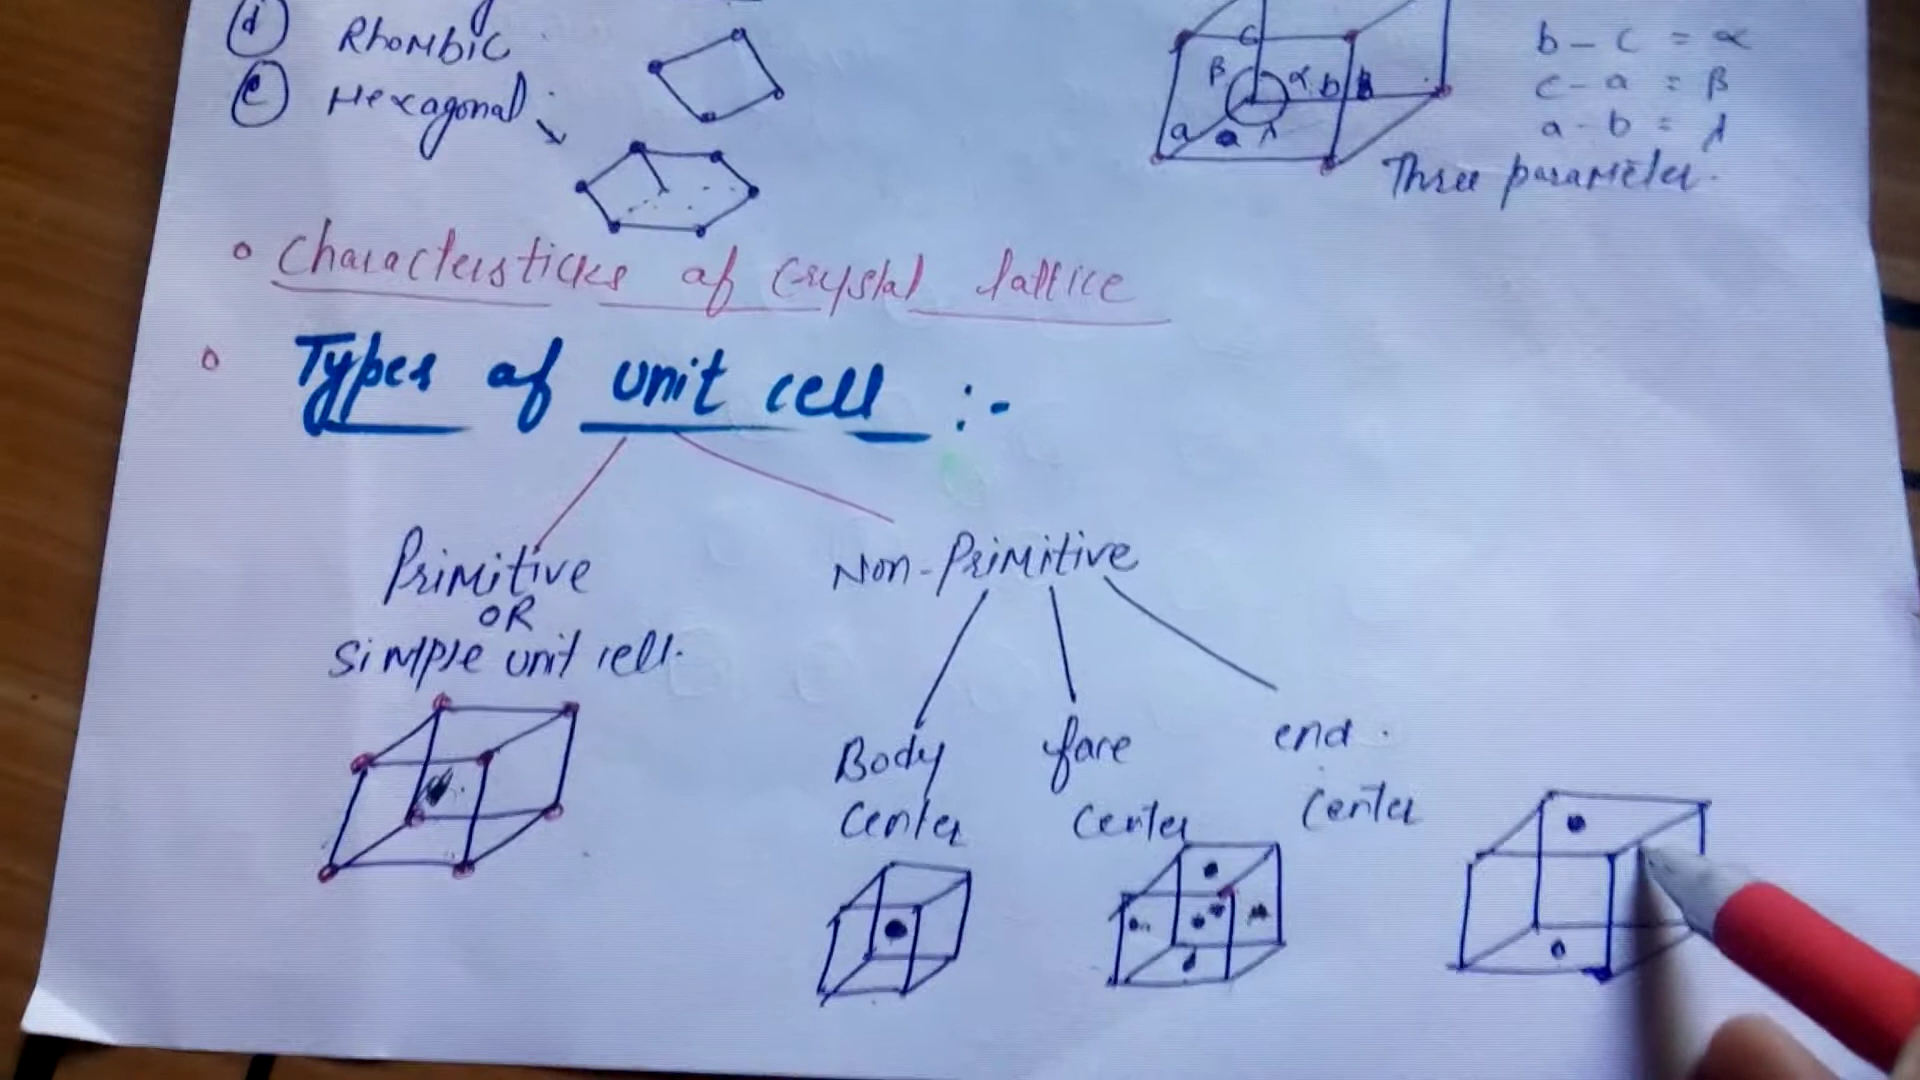 d Rhombic
e Hexagonal :
c
β α b
a a λ
b - c = α
c - a = β
a - b = λ
Three parameter.
Characterstickes of Crystal lattice
Types of unit cell :-
Primitive
OR
Simple unit cell.
Non-Primitive
Body
Center
face
Center
end.
Center